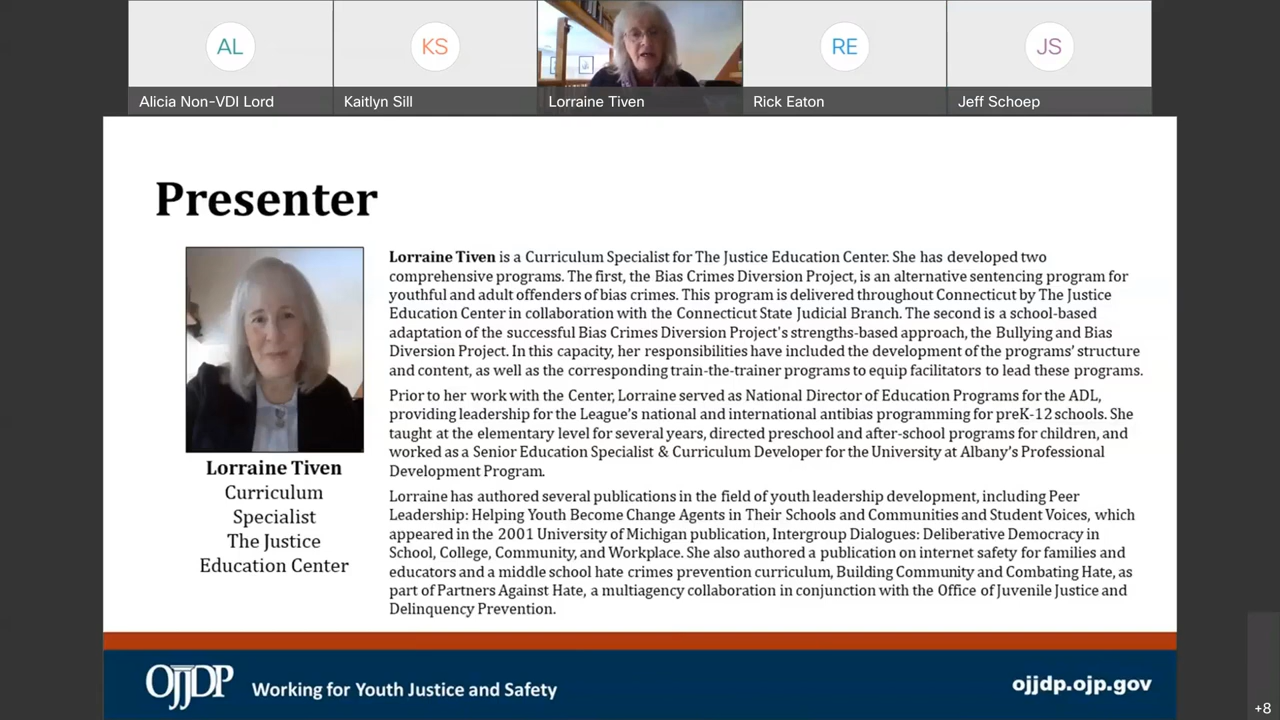 AL
KS
RE
JS
Alicia Non-VDI Lord
Kaitlyn Sill
Lorraine Tiven
Rick Eaton
Jeff Schoep
Presenter
Lorraine Tiven is a Curriculum Specialist for The Justice Education Center. She has developed two
comprehensive programs. The first, the Bias Crimes Diversion Project, is an alternative sentencing program for
youthful and adult offenders of bias crimes. This program is delivered throughout Connecticut by The Justice
Education Center in collaboration with the Connecticut State Judicial Branch. The second is a school-based
adaptation of the successful Bias Crimes Diversion Project's strengths-based approach, the Bullying and Bias
Diversion Project. In this capacity, her responsibilities have included the development of the programs' structure
and content, as well as the corresponding train-the-trainer programs to equip facilitators to lead these programs.
Prior to her work with the Center, Lorraine served as National Director of Education Programs for the ADL,
providing leadership for the League's national and international antibias programming for preK-12 schools. She
taught at the elementary level for several years, directed preschool and after-school programs for children, and
worked as a Senior Education Specialist & Curriculum Developer for the University at Albany's Professional
Development Program.
Lorraine has authored several publications in the field of youth leadership development, including Peer
Leadership: Helping Youth Become Change Agents in Their Schools and Communities and Student Voices, which
appeared in the 2001 University of Michigan publication, Intergroup Dialogues: Deliberative Democracy in
School, College, Community, and Workplace. She also authored a publication on internet safety for families and
educators and a middle school hate crimes prevention curriculum, Building Community and Combating Hate, as
part of Partners Against Hate, a multiagency collaboration in conjunction with the Office of Juvenile Justice and
Delinquency Prevention.
Lorraine Tiven
Curriculum
Specialist
The Justice
Education Center
OJJDP
Working for Youth Justice and Safety
ojjdp.ojp.gov
+8